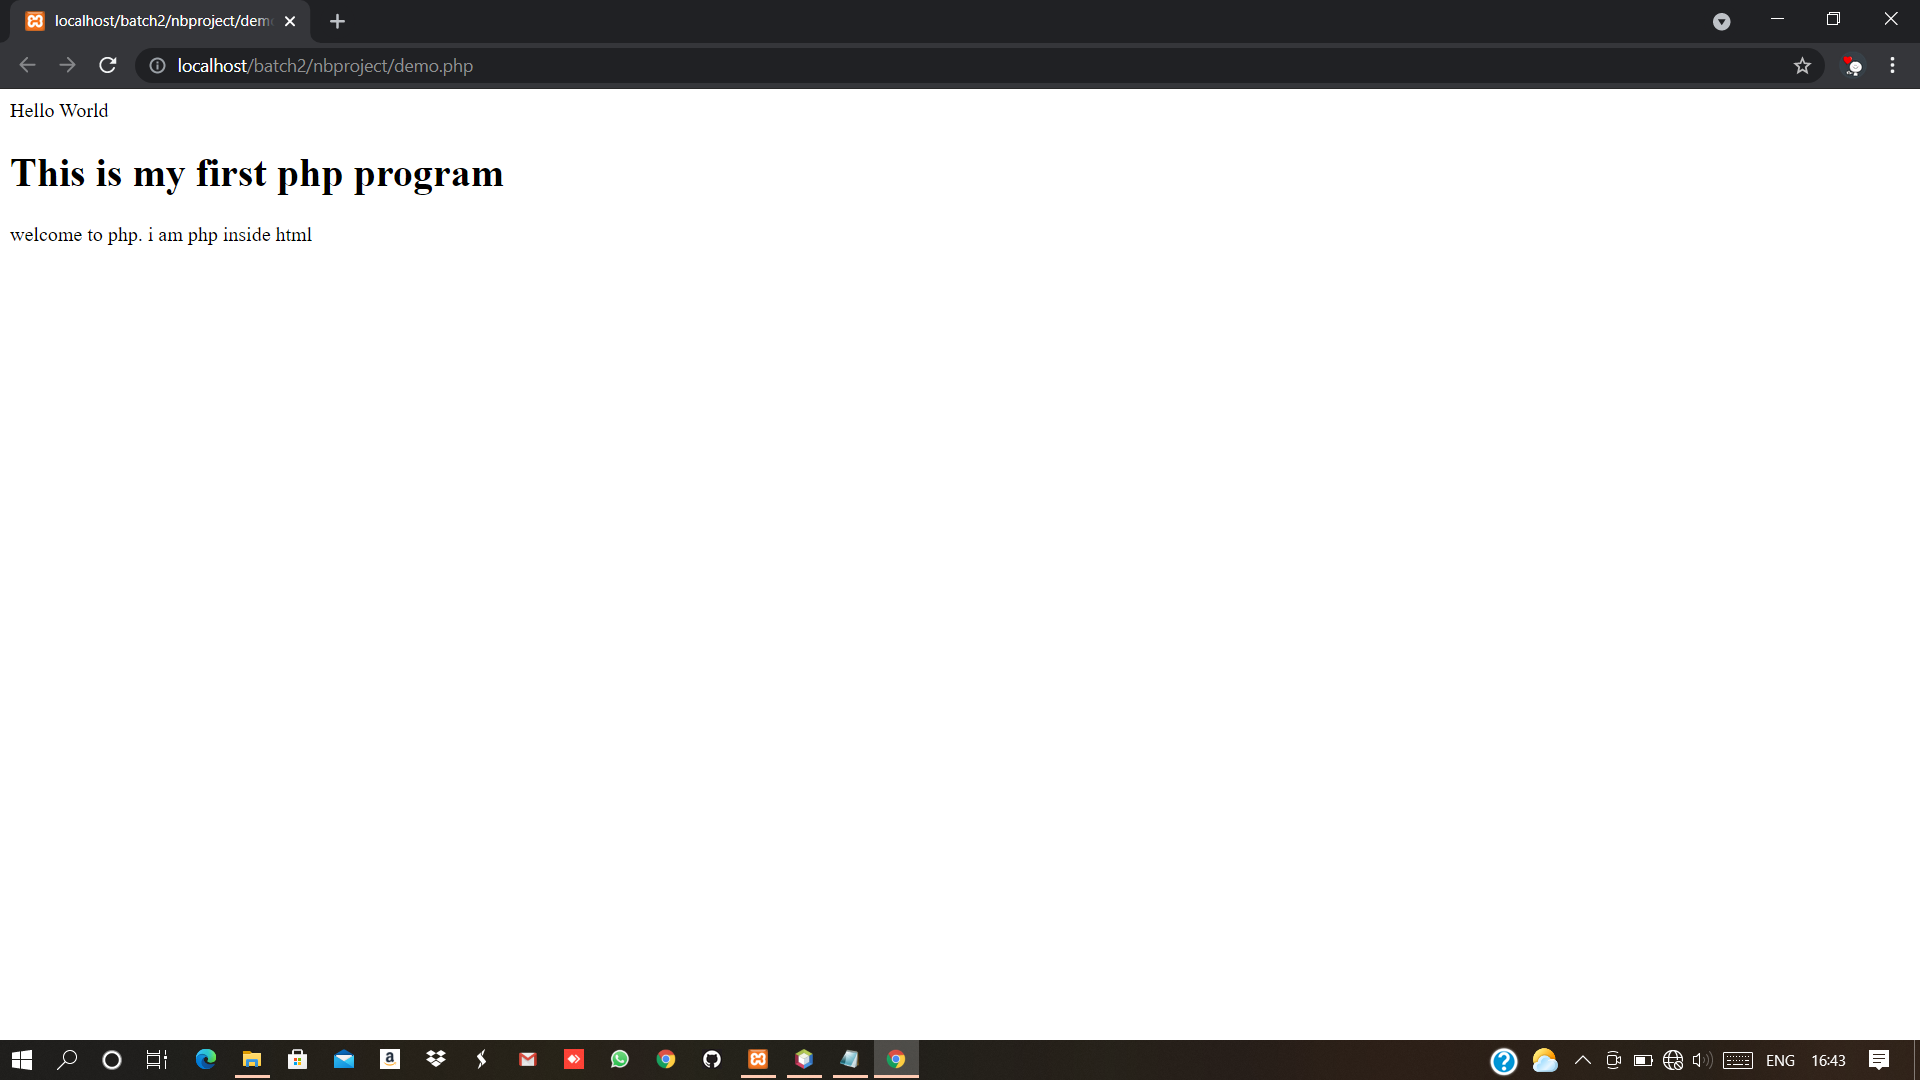 localhost/batch2/nbproject/dem
localhost/batch2/nbproject/demo.php
Hello World
This is my first php program
welcome to php. i am php inside html
ENG
16:43